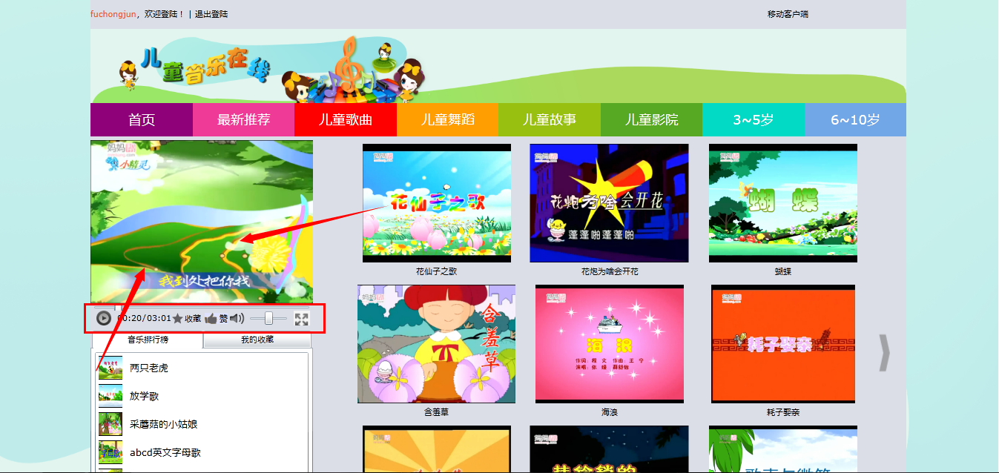 fuchongjun，欢迎登陆！ | 退出登陆
移动客户端
儿童音乐在线
首页
最新推荐
儿童歌曲
儿童舞蹈
儿童故事
儿童影院
3~5岁
6~10岁
小精灵
我到处把你找
00:20/03:01
收藏
赞
音乐排行榜
我的收藏
两只老虎
放学歌
采蘑菇的小姑娘
abcd英文字母歌
花仙子之歌
花仙子之歌
花炮为啥会开花
蓬蓬啪蓬蓬啪
花炮为啥会开花
蝴蝶
蝴蝶
含羞草
含羞草
海浪
作词：程 文 作曲：王 宁
海浪
耗子娶亲
耗子娶亲